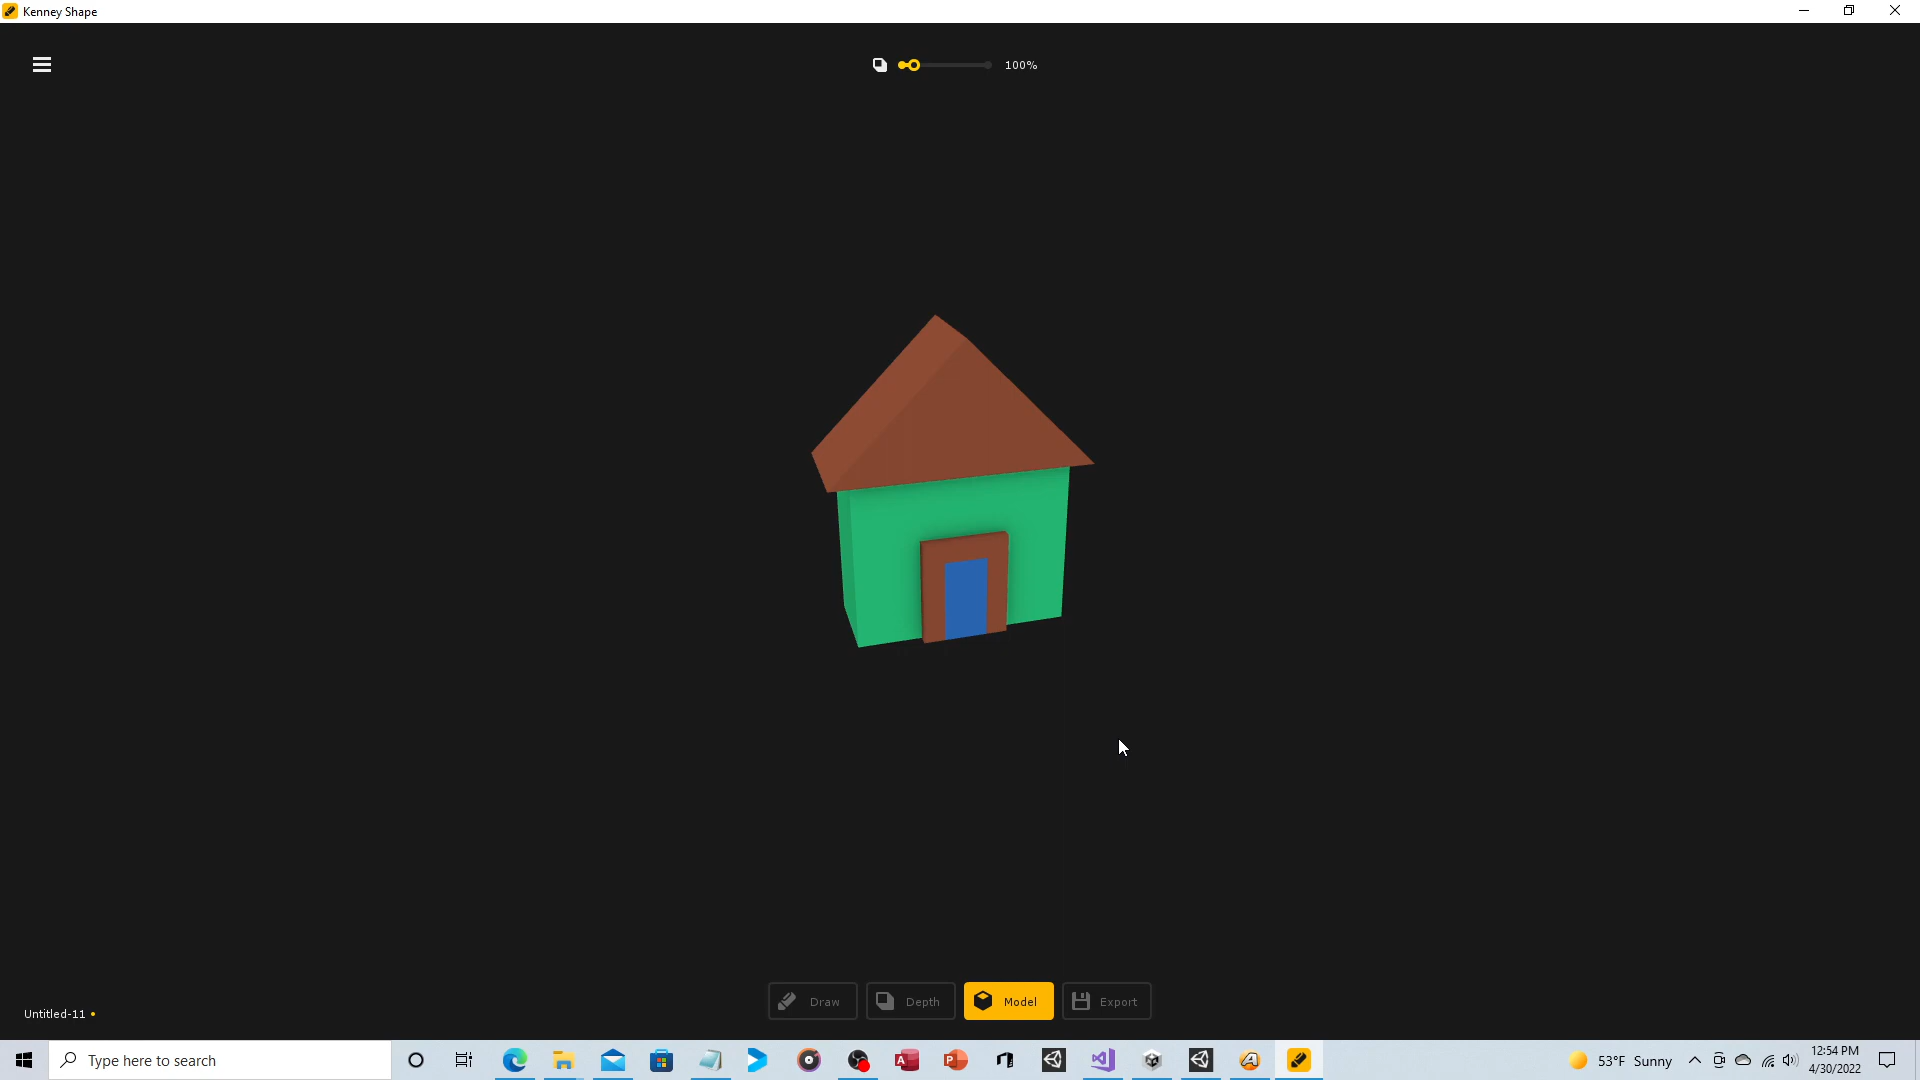 Kenney Shape
100%
Draw
Depth
Model
Export
Untitled-11
Type here to search
53°F Sunny
12:54 PM
4/30/2022